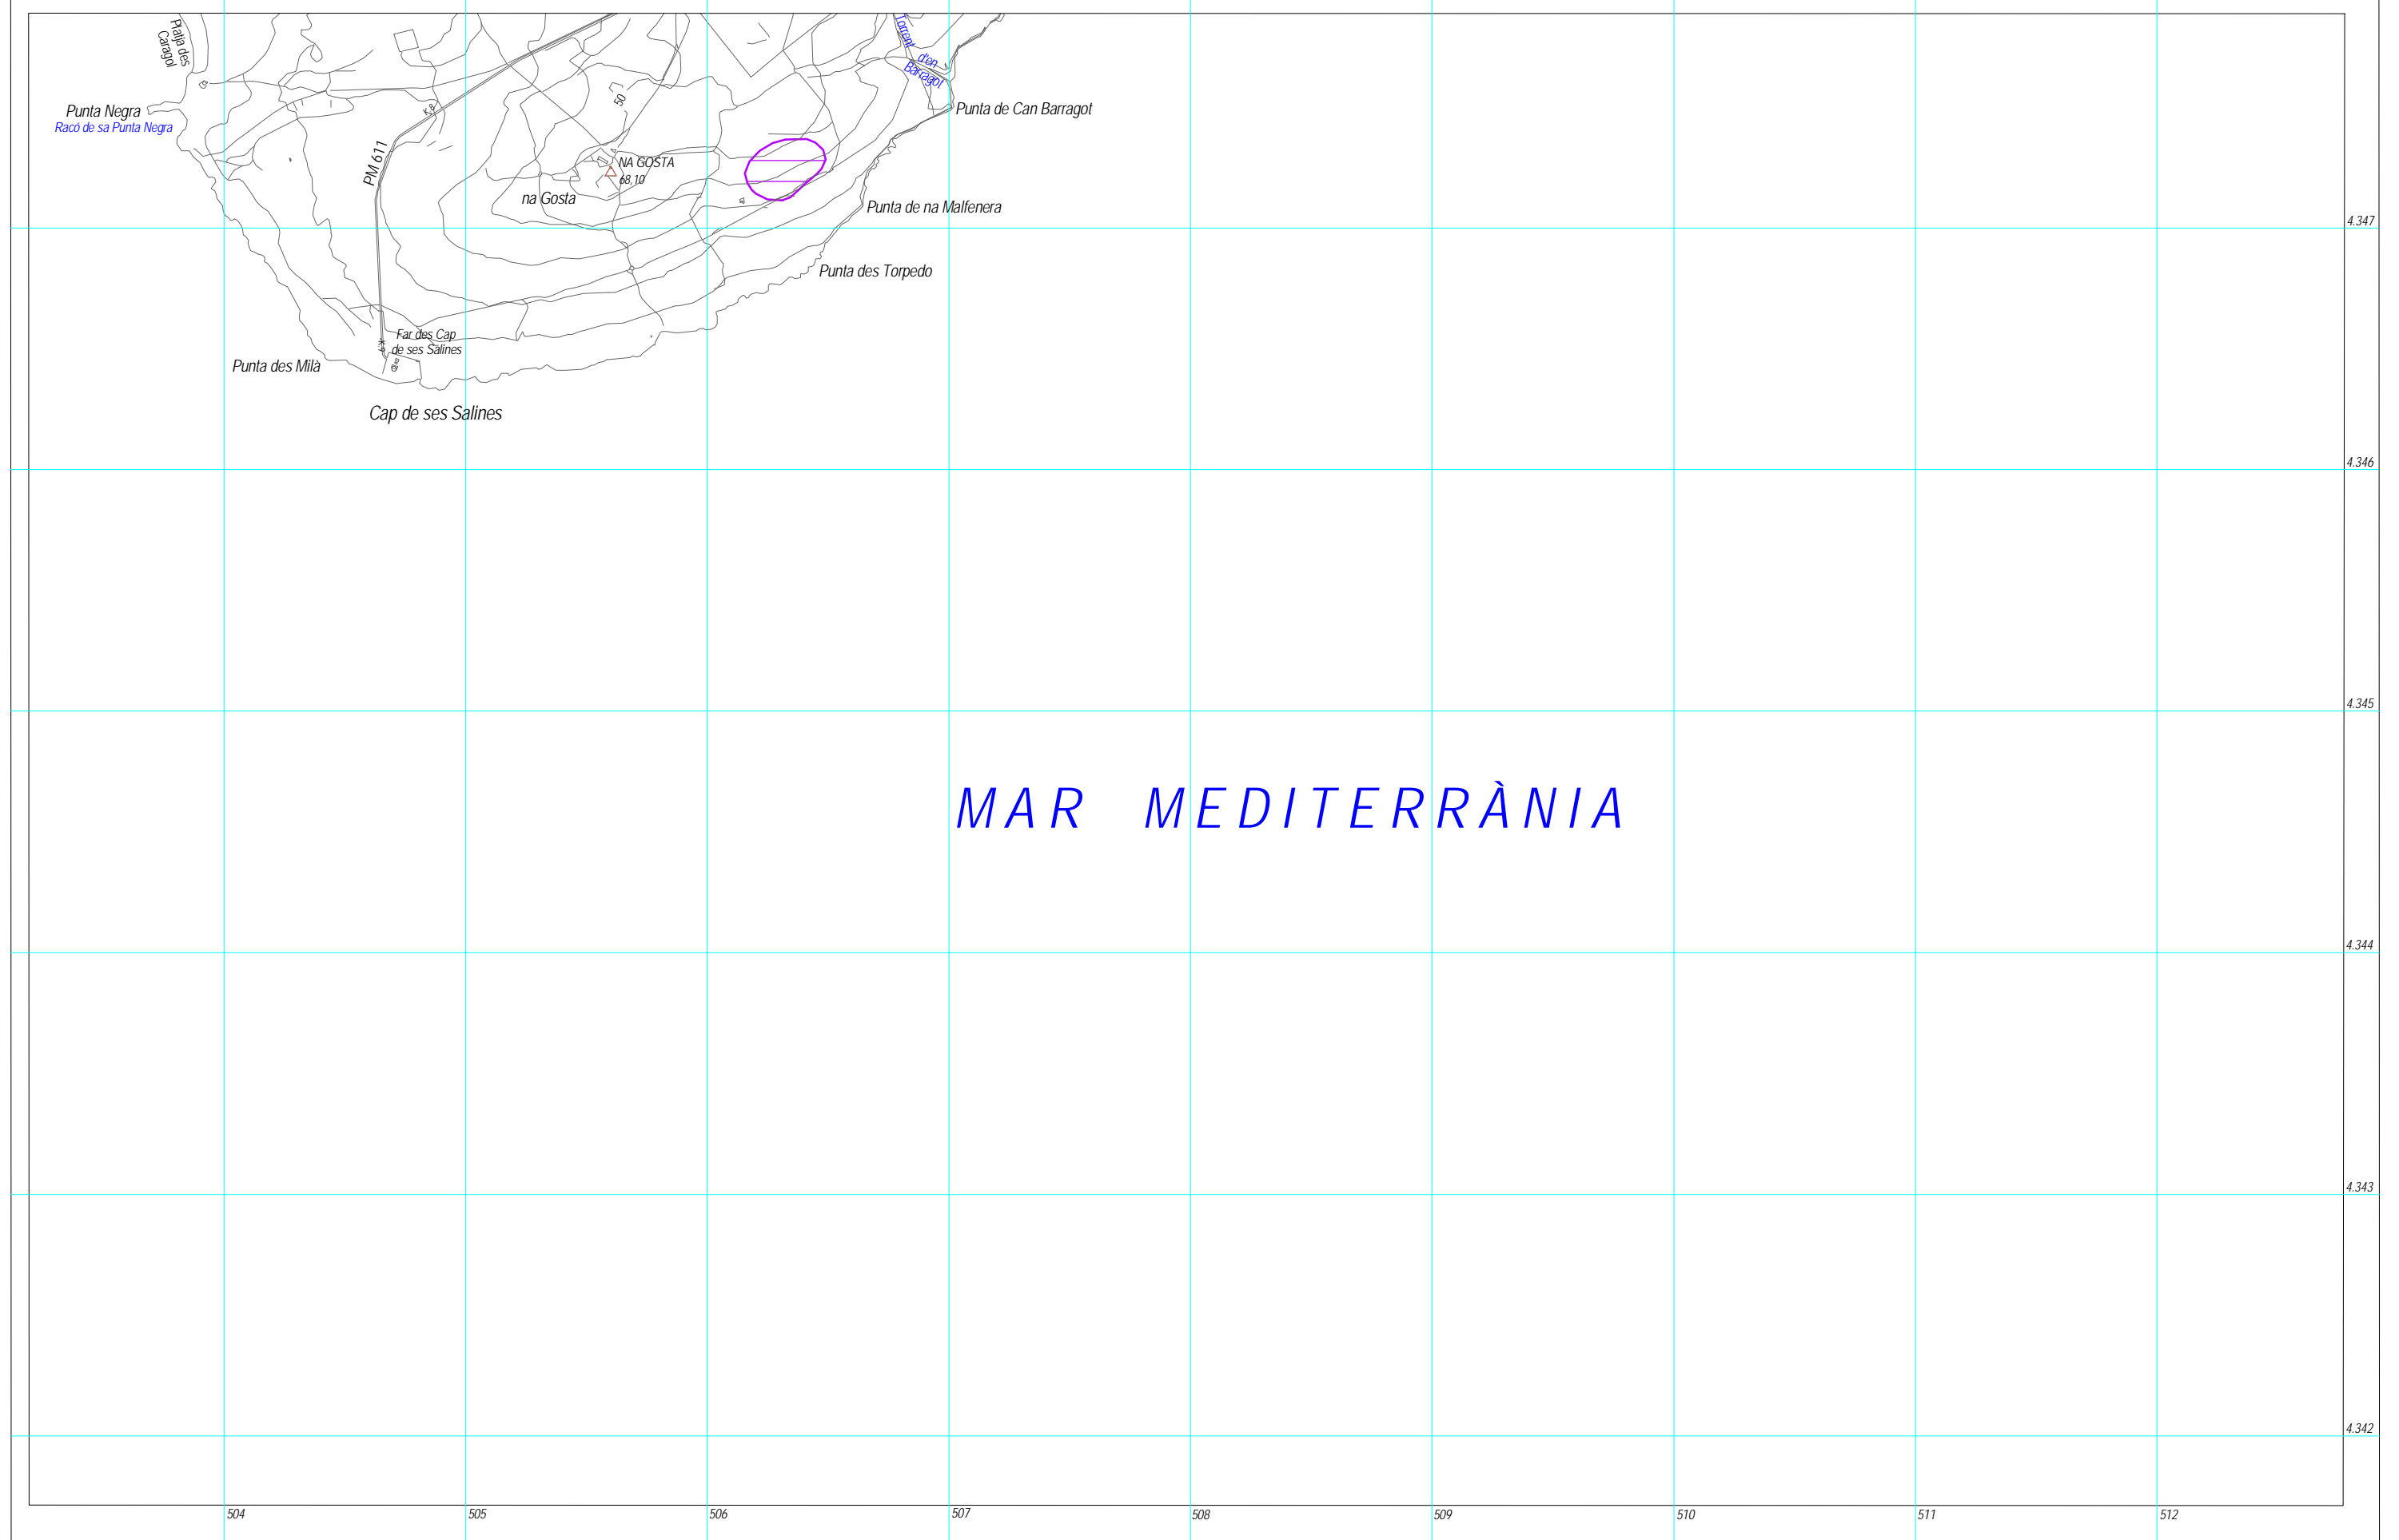 Platja des
Caragol
Torrent
d'en
Barragot
Punta Negra
Racó de sa Punta Negra
K.8
50
Punta de Can Barragot
PM 611
NA GOSTA
68,10
na Gosta
Punta de na Malfenera
4.347
Punta des Torpedo
Far des Cap
de ses Salines
K.9
Punta des Milà
Cap de ses Salines
4.346
4.345
MAR MEDITERRÀNIA
4.344
4.343
4.342
504
505
506
507
508
509
510
511
512